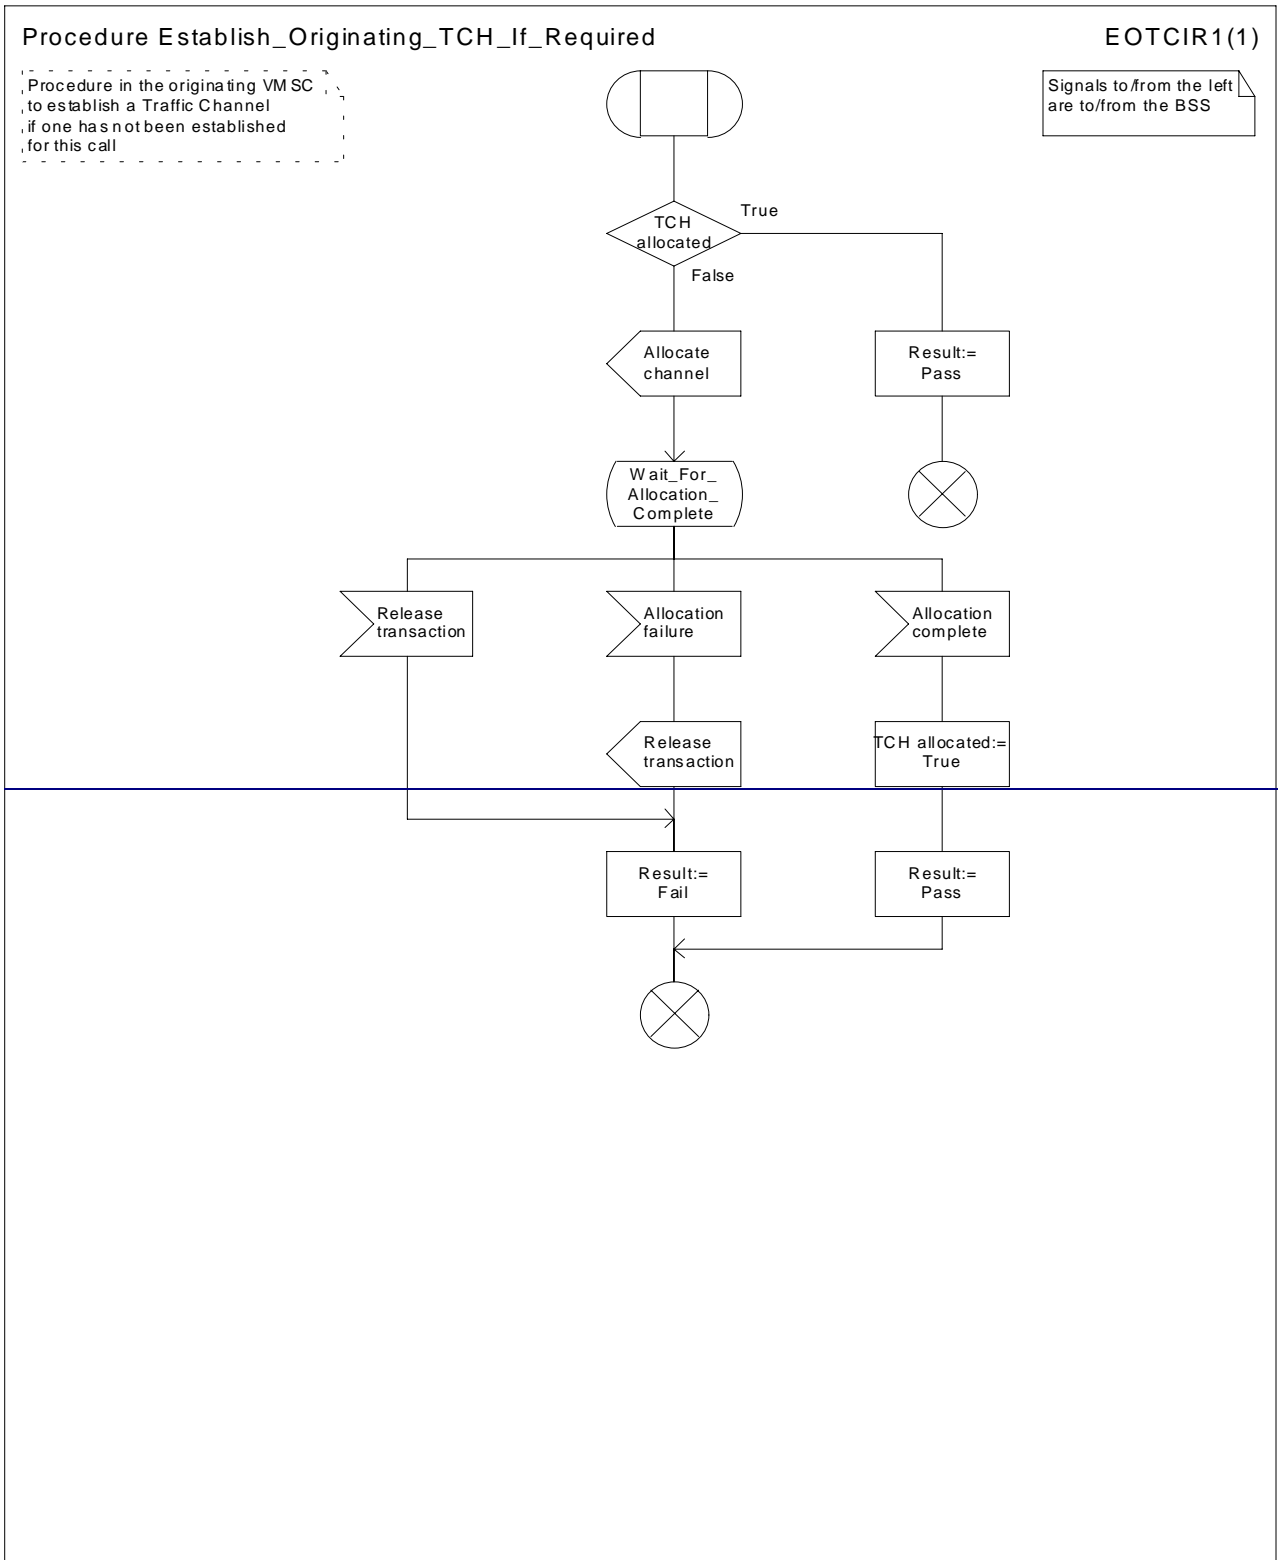 Procedure Establish_Originating_TCH_If_Required
EOTCIR1(1)
Procedure in the originating VMSC
to establish a Traffic Channel
if one has not been established
for this call
Signals to/from the left
are to/from the BSS
TCH
allocated
True
False
Allocate
channel
Result:=
Pass
Wait_For_
Allocation_
Complete
Release
transaction
Allocation
failure
Allocation
complete
Release
transaction
TCH allocated:=
True
Result:=
Fail
Result:=
Pass